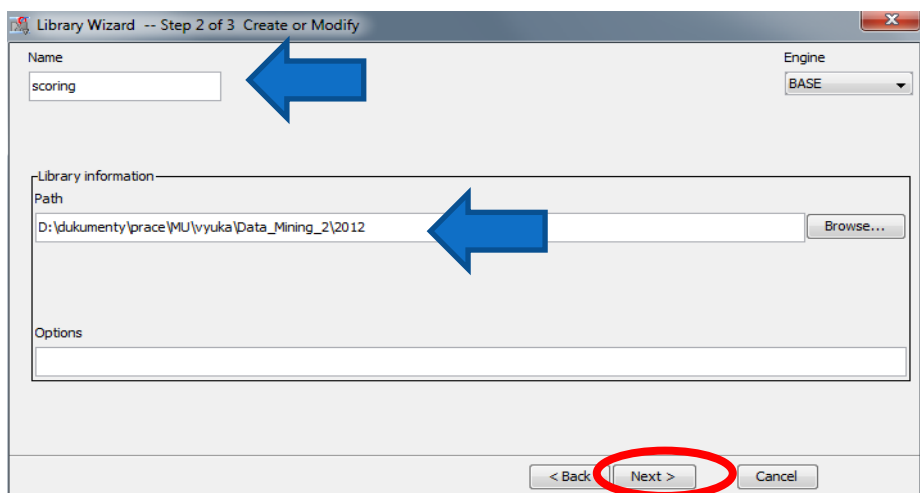 Library Wizard -- Step 2 of 3 Create or Modify
Name
Engine
scoring
BASE
Library information
Path
D:\dukumenty\prace\MU\vyuka\Data_Mining_2\2012
Browse...
Options
< Back
Next >
Cancel